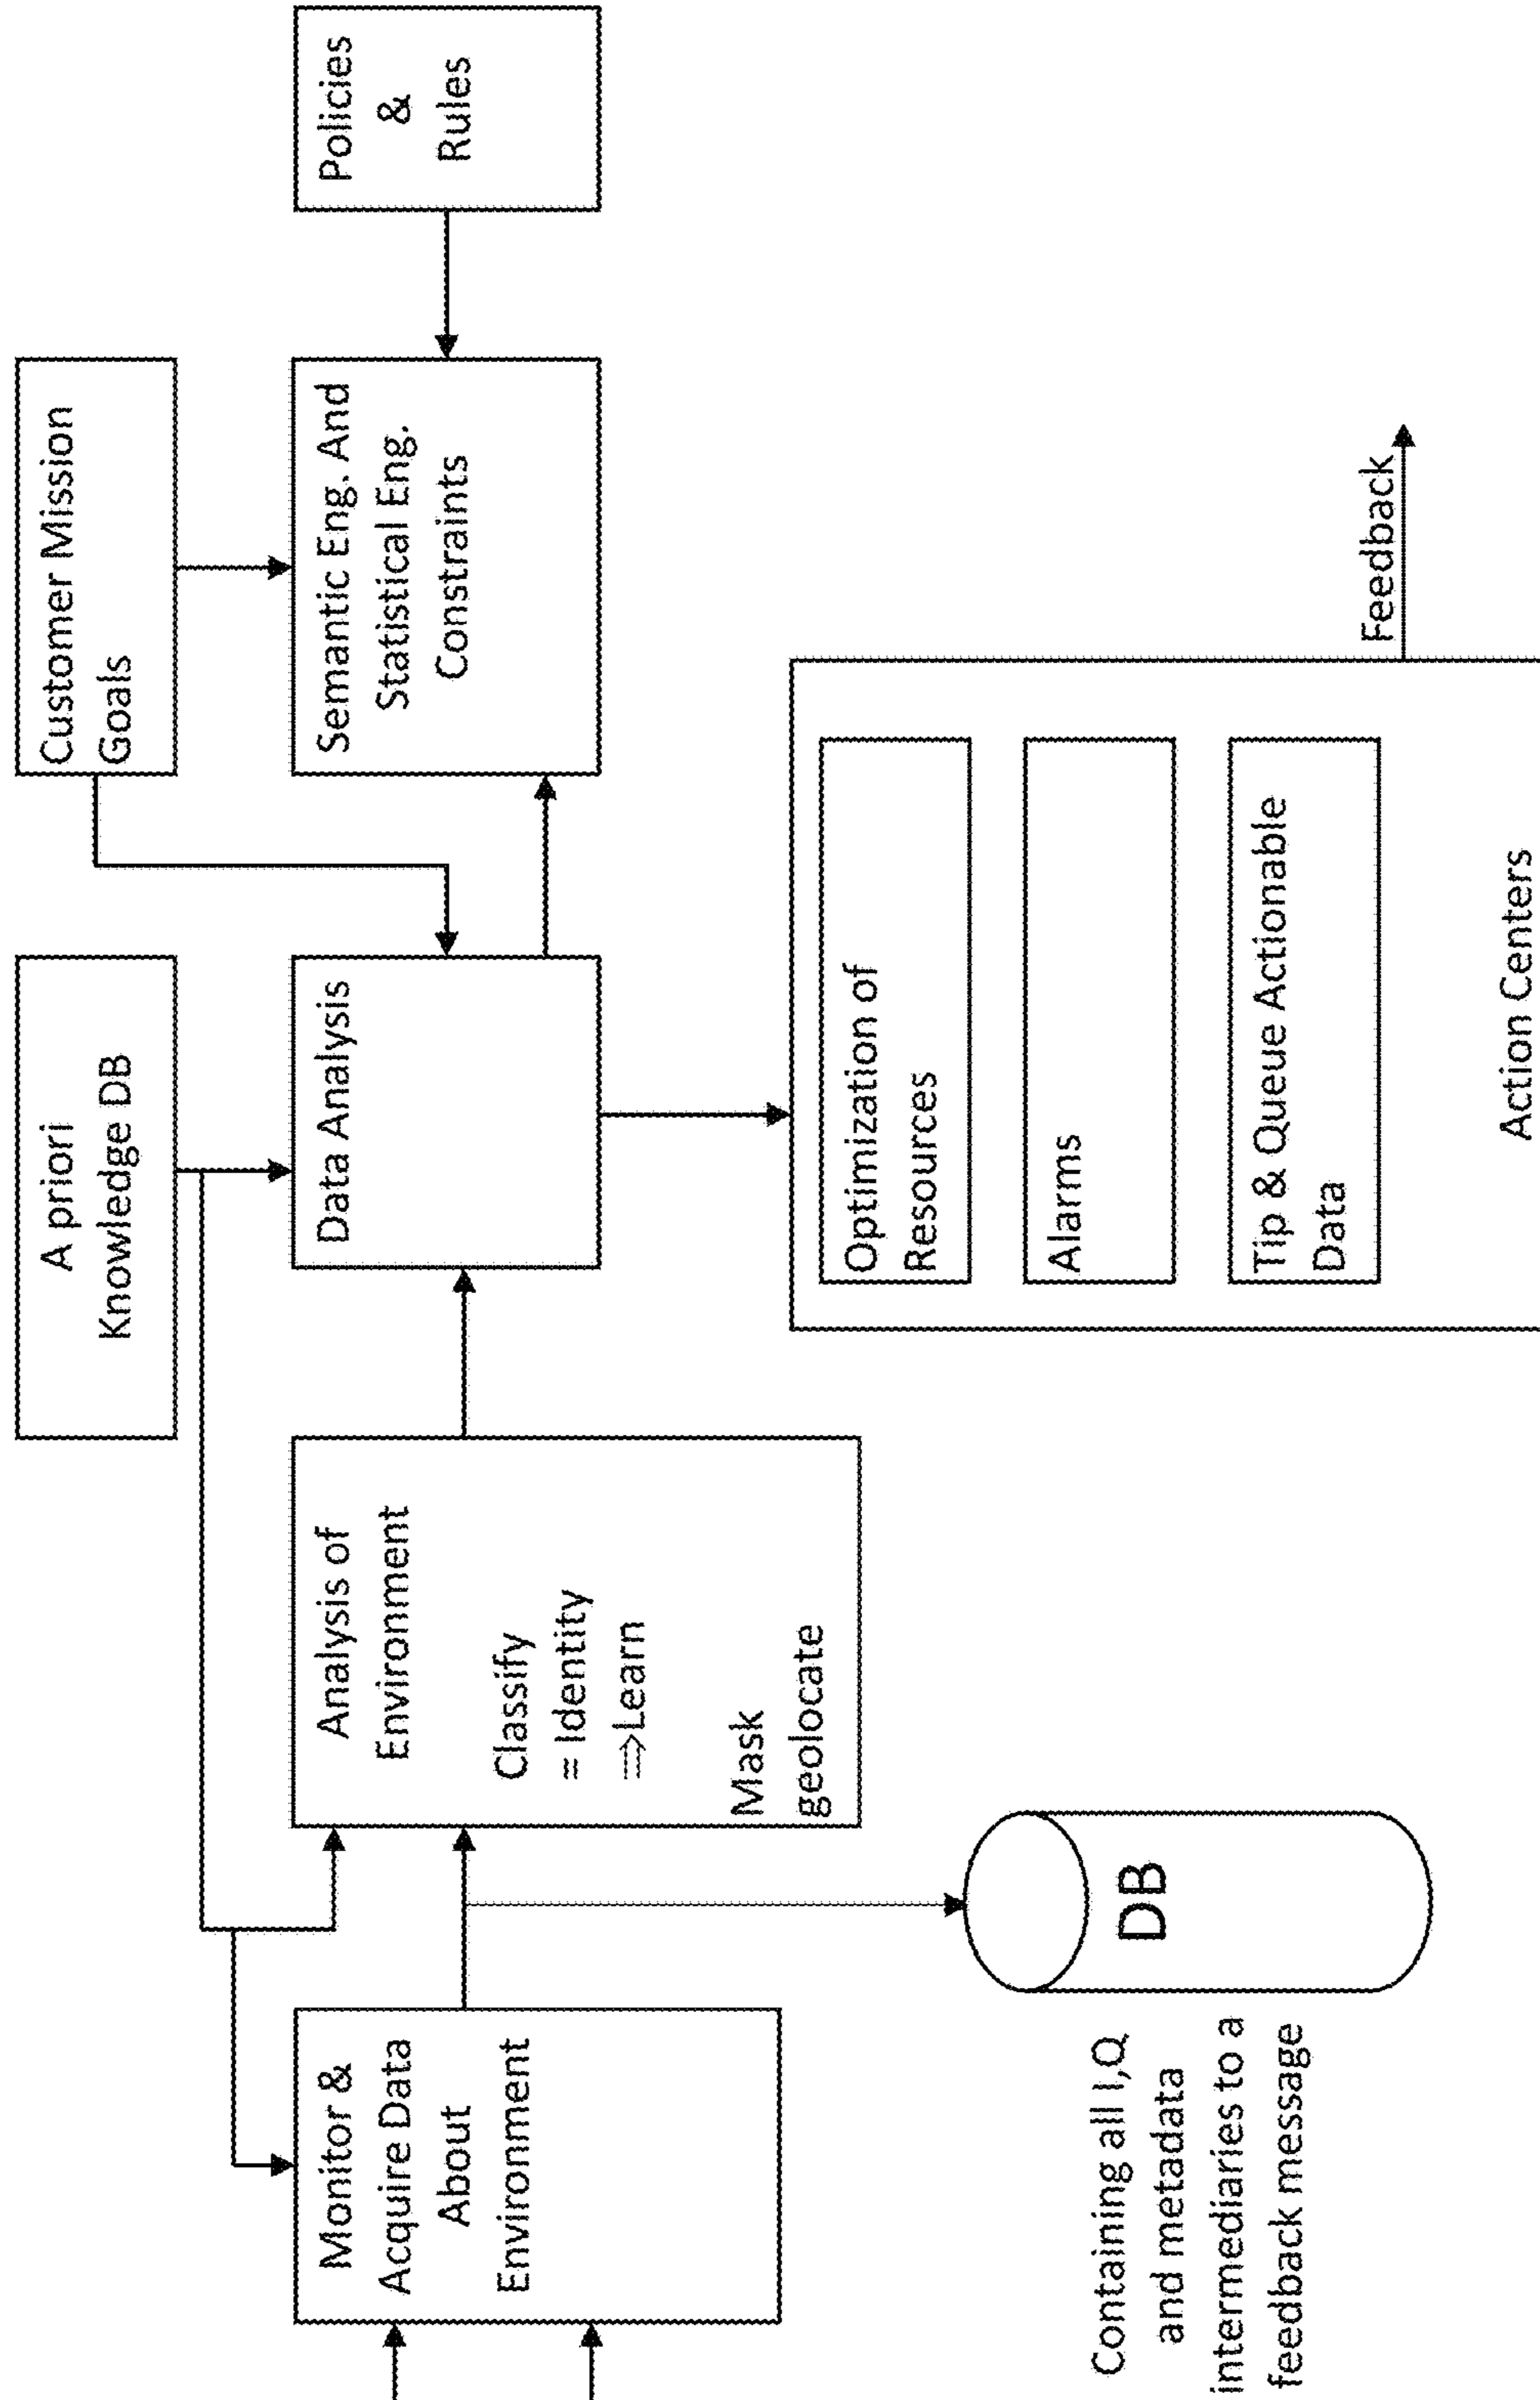 A priori
Knowledge DB
Customer Mission
Goals
Monitor &
Acquire Data
About
Environment
Analysis of
Environment
Classify
= Identity
⇒Learn
Mask
geolocate
Data Analysis
Semantic Eng. And
Statistical Eng.
Constraints
Policies
&
Rules
Containing all I,Q
and metadata
intermediaries to a
feedback message
DB
Optimization of
Resources
Alarms
Tip & Queue Actionable
Data
Action Centers
Feedback